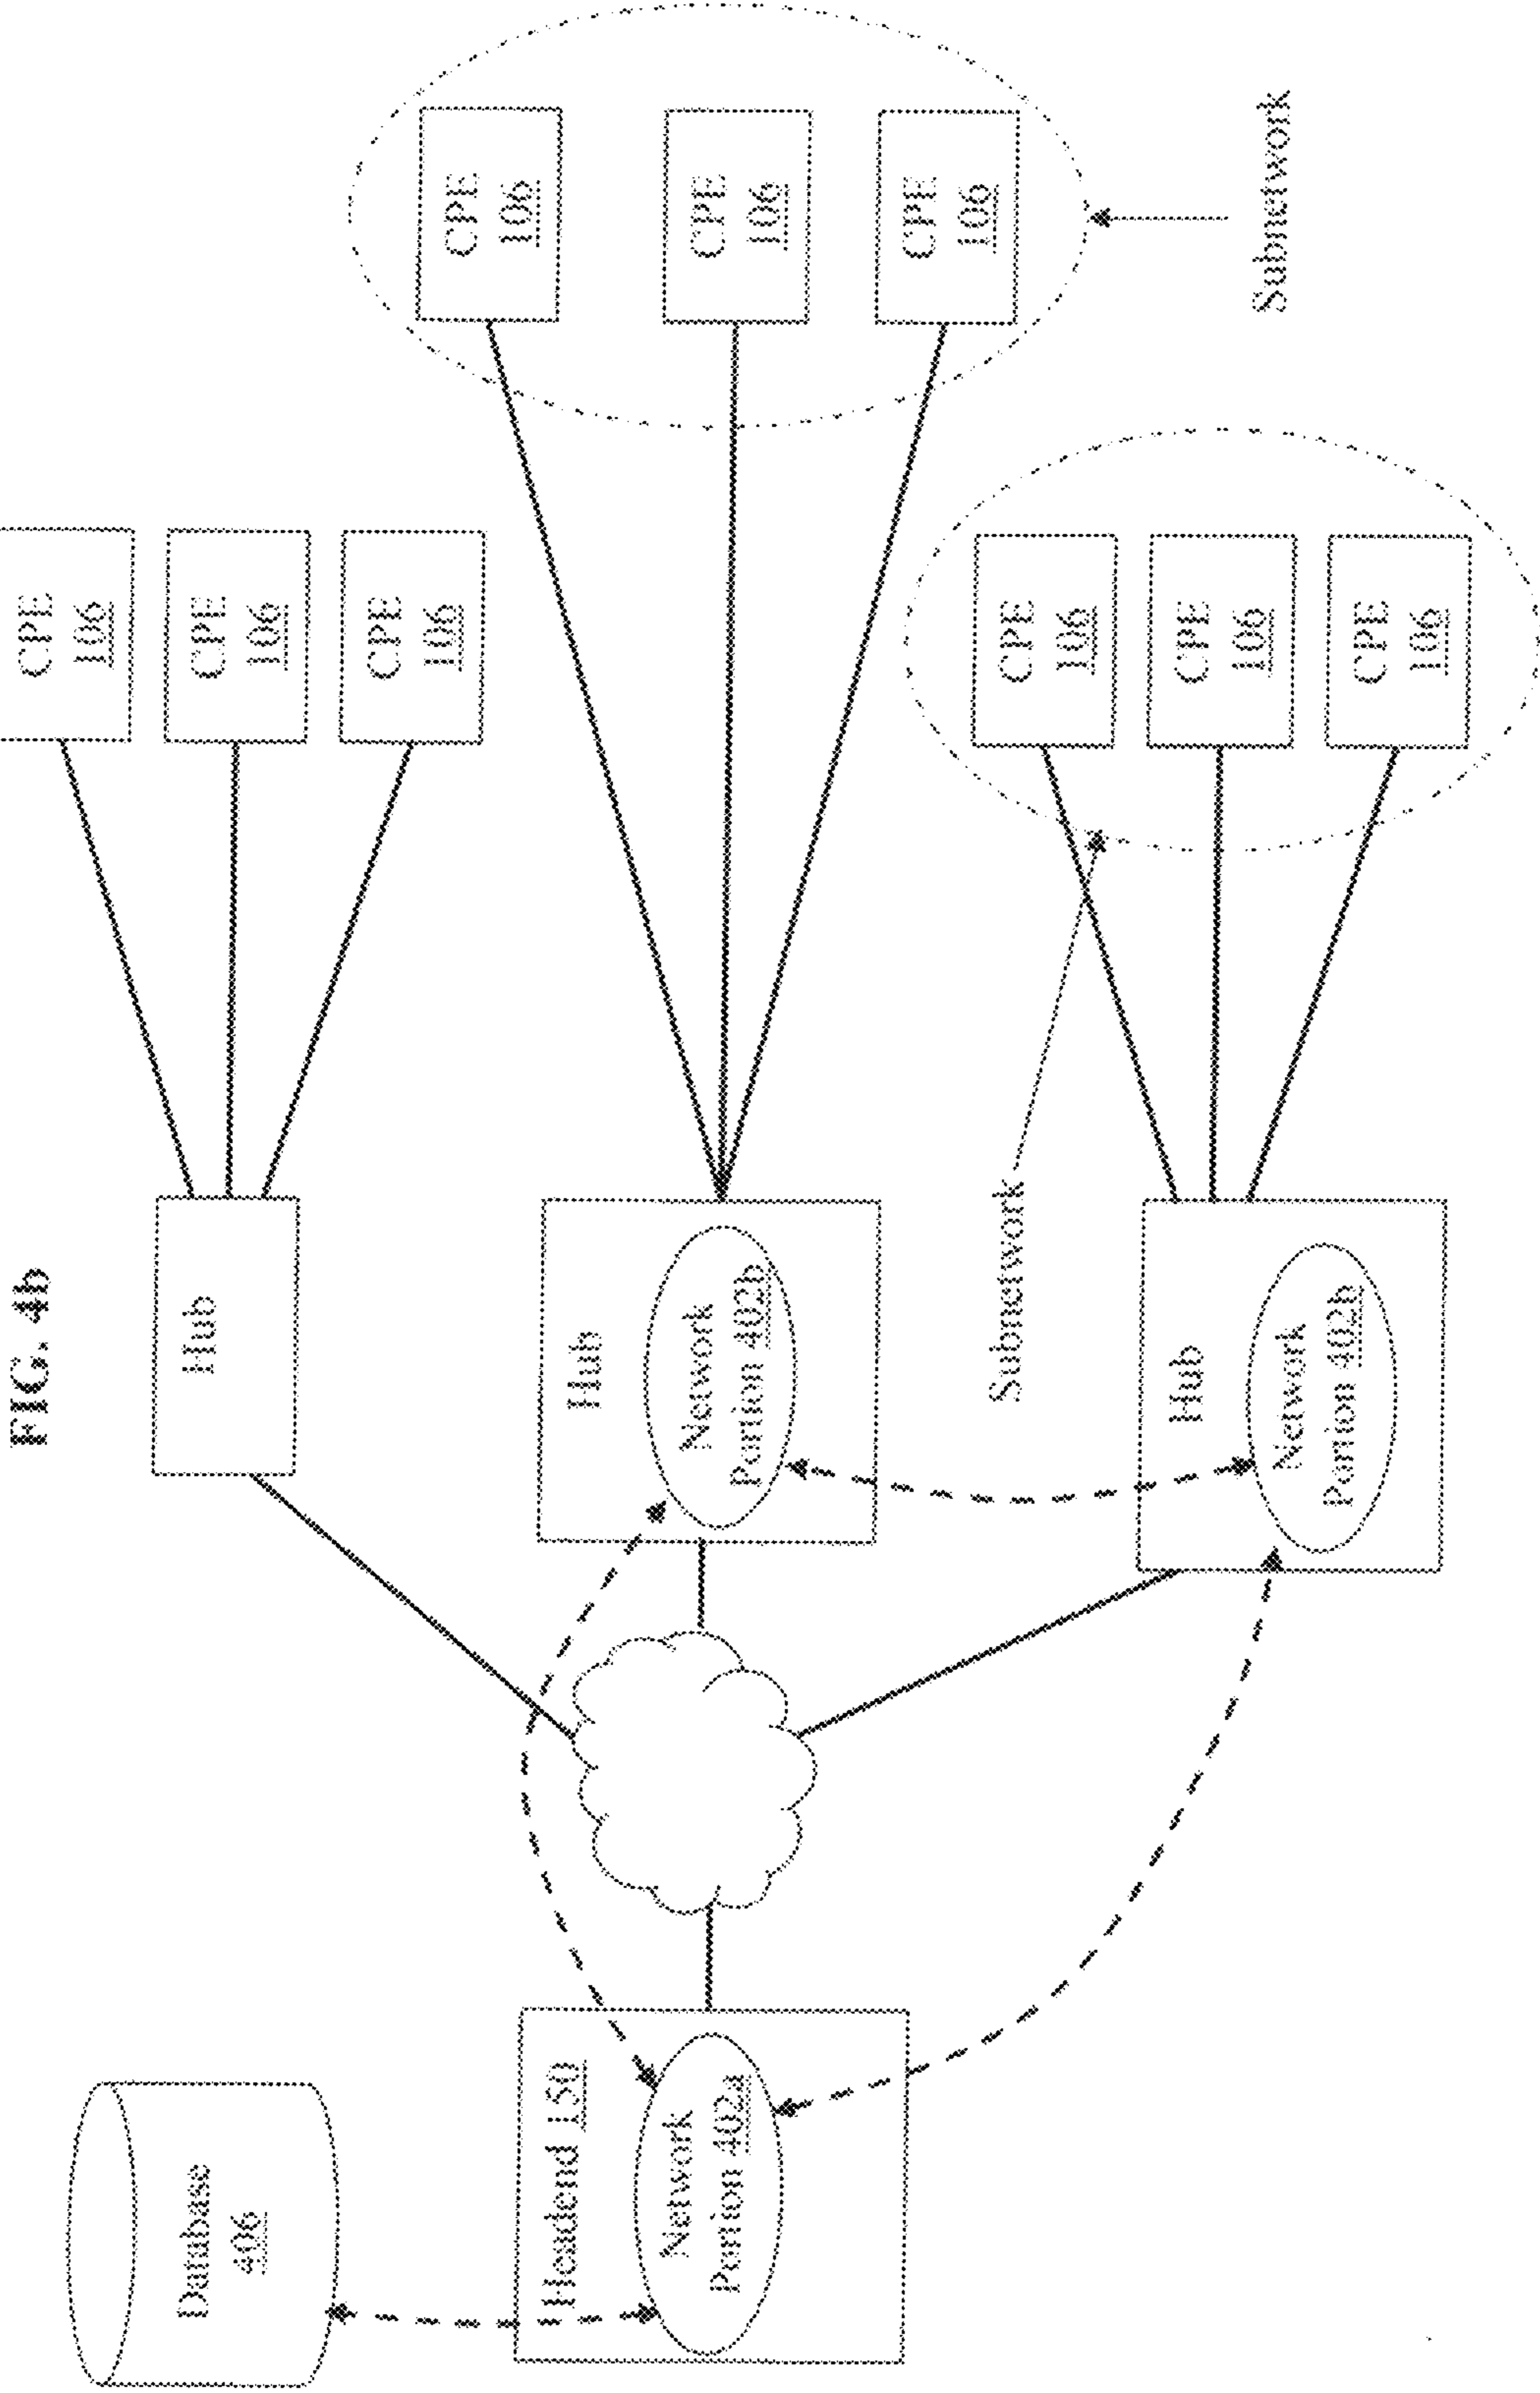 FIG. 4b
Database
406
Headend 150
Network
Portion 402a
Hub
Hub
Network
Portion 402b
Hub
Network
Portion 402b
CPE
106
CPE
106
CPE
106
CPE
106
CPE
106
CPE
106
CPE
106
CPE
106
CPE
106
Subnetwork
Subnetwork